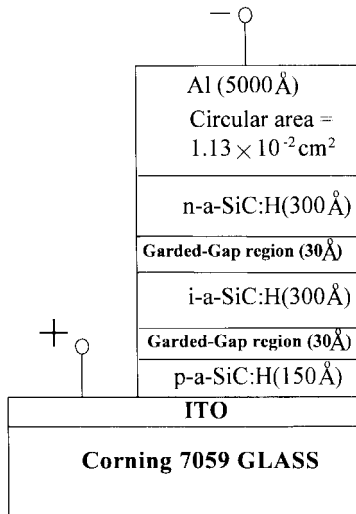 −
Al (5000Å)
Circular area =
1.13 × 10⁻² cm²
n-a-SiC:H(300Å)
Garded-Gap region (30Å)
i-a-SiC:H(300Å)
+
Garded-Gap region (30Å)
p-a-SiC:H(150Å)
ITO
Corning 7059 GLASS